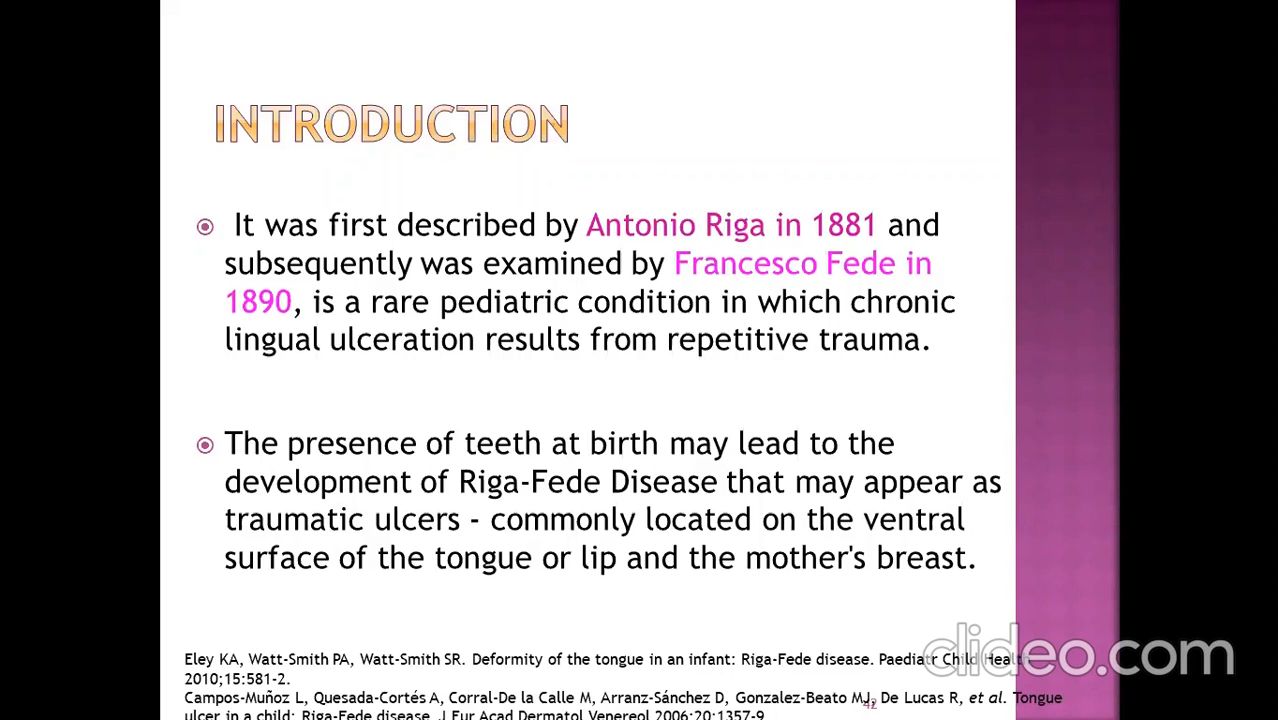 INTRODUCTION
It was first described by Antonio Riga in 1881 and
subsequently was examined by Francesco Fede in
1890, is a rare pediatric condition in which chronic
lingual ulceration results from repetitive trauma.
The presence of teeth at birth may lead to the
development of Riga-Fede Disease that may appear as
traumatic ulcers - commonly located on the ventral
surface of the tongue or lip and the mother's breast.
Eley KA, Watt-Smith PA, Watt-Smith SR. Deformity of the tongue in an infant: Riga-Fede disease. Paediatr Child Health
2010;15:581-2.
Campos-Muñoz L, Quesada-Cortés A, Corral-De la Calle M, Arranz-Sánchez D, Gonzalez-Beato MJ, De Lucas R, et al. Tongue
ulcer in a child: Riga-Fede disease. J Eur Acad Dermatol Venereol 2006;20:1357-9.
42
clideo.com